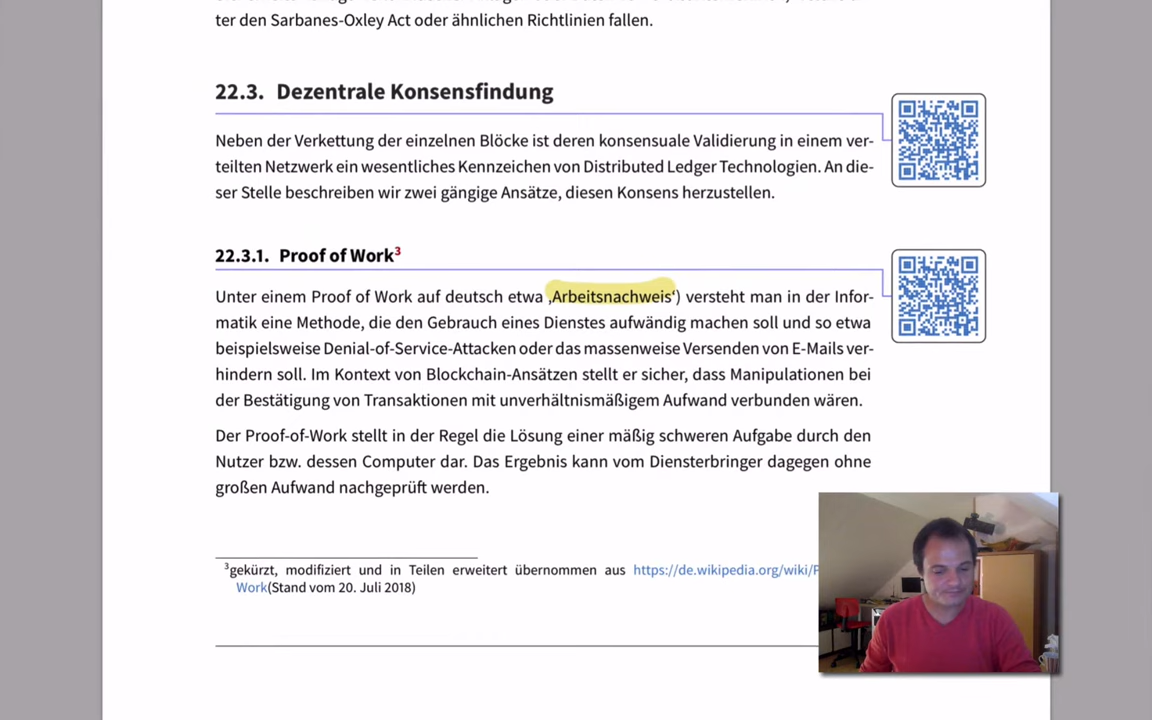 ter den Sarbanes-Oxley Act oder ähnlichen Richtlinien fallen.
22.3. Dezentrale Konsensfindung
Neben der Verkettung der einzelnen Blöcke ist deren konsensuale Validierung in einem ver-
teilten Netzwerk ein wesentliches Kennzeichen von Distributed Ledger Technologien. An die-
ser Stelle beschreiben wir zwei gängige Ansätze, diesen Konsens herzustellen.
22.3.1. Proof of Work³
Unter einem Proof of Work auf deutsch etwa ‚Arbeitsnachweis‘) versteht man in der Infor-
matik eine Methode, die den Gebrauch eines Dienstes aufwändig machen soll und so etwa
beispielsweise Denial-of-Service-Attacken oder das massenweise Versenden von E-Mails ver-
hindern soll. Im Kontext von Blockchain-Ansätzen stellt er sicher, dass Manipulationen bei
der Bestätigung von Transaktionen mit unverhältnismäßigem Aufwand verbunden wären.
Der Proof-of-Work stellt in der Regel die Lösung einer mäßig schweren Aufgabe durch den
Nutzer bzw. dessen Computer dar. Das Ergebnis kann vom Diensterbringer dagegen ohne
großen Aufwand nachgeprüft werden.
³gekürzt, modifiziert und in Teilen erweitert übernommen aus https://de.wikipedia.org/wiki/
Work(Stand vom 20. Juli 2018)